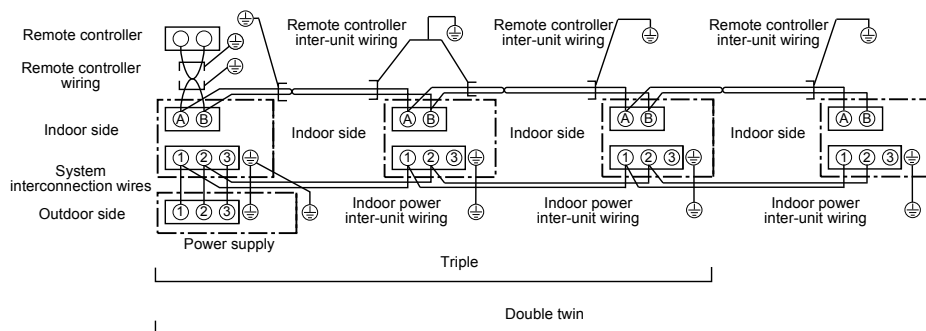 Remote controller
Remote controller
wiring
Remote controller
inter-unit wiring
Remote controller
inter-unit wiring
Remote controller
inter-unit wiring
Indoor side
A B
Indoor side
A B
Indoor side
A B
Indoor side
A B
1 2 3
1 2 3
1 2 3
1 2 3
System
interconnection wires
Outdoor side
1 2 3
Indoor power
inter-unit wiring
Indoor power
inter-unit wiring
Indoor power
inter-unit wiring
Power supply
Triple
Double twin